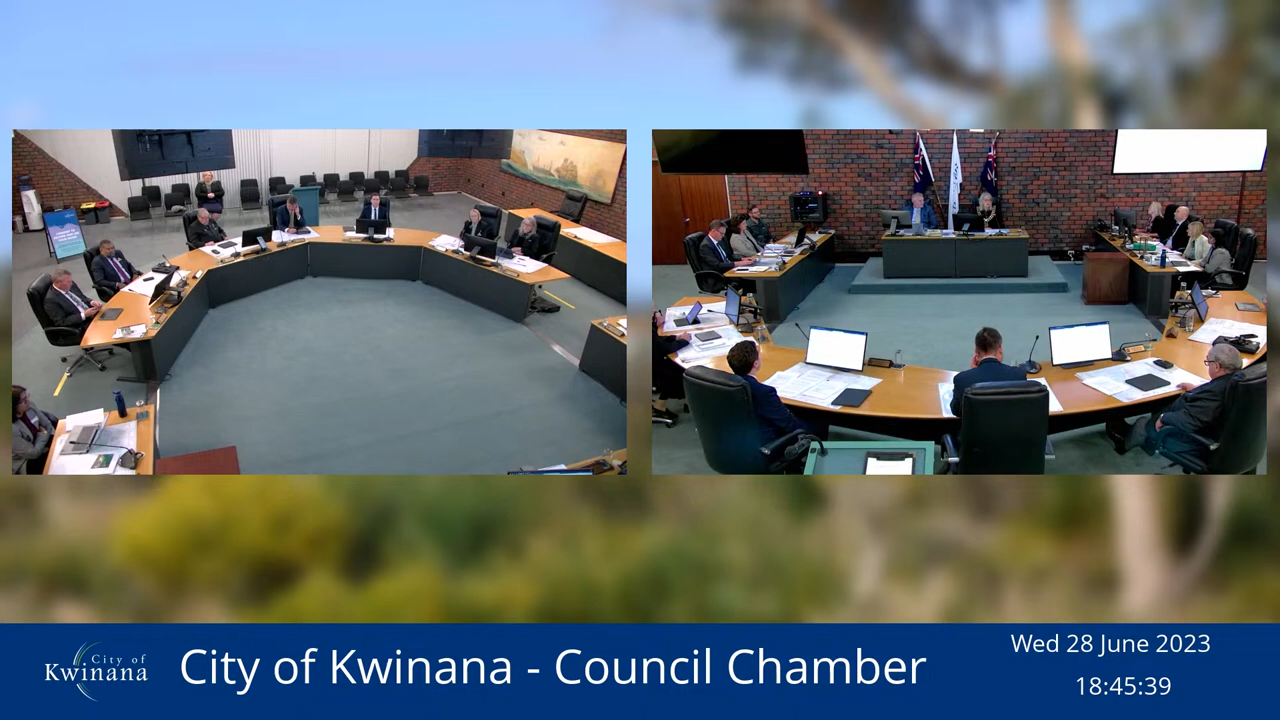 City of
Kwinana
City of Kwinana - Council Chamber
Wed 28 June 2023
18:45:39